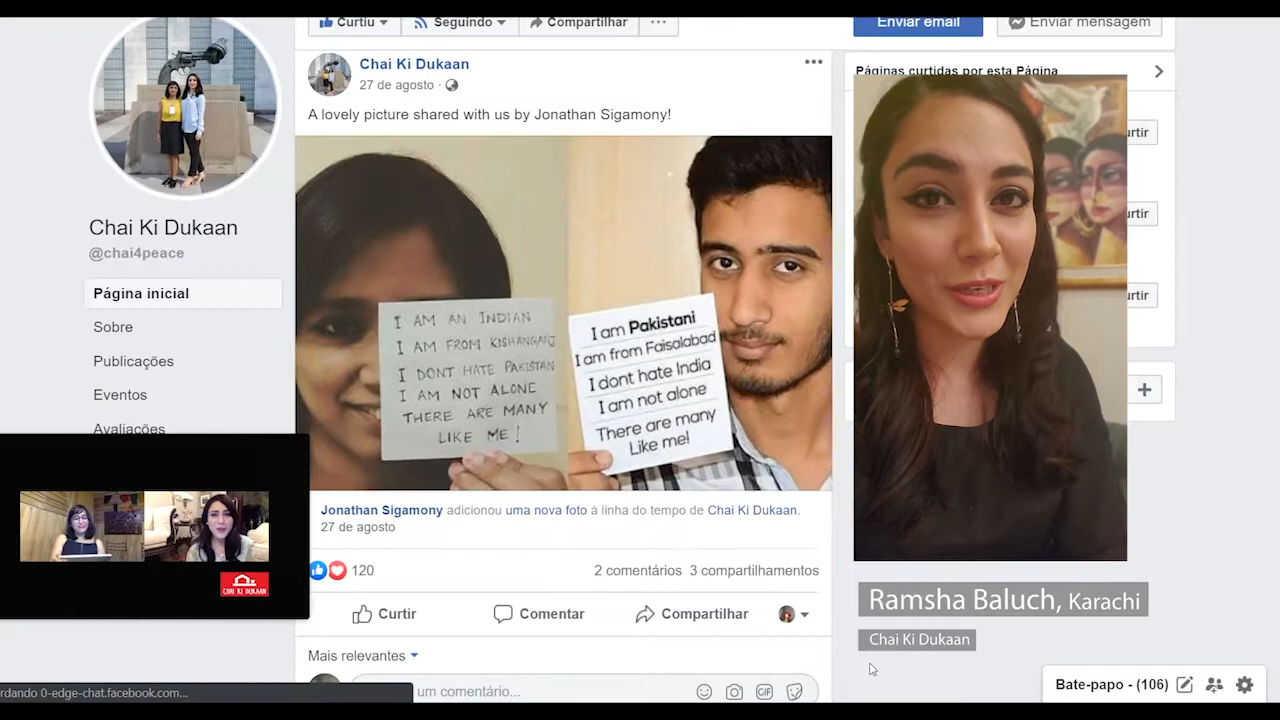 Curtiu
Seguindo
Compartilhar
Enviar email
Enviar mensagem
Chai Ki Dukaan
27 de agosto
A lovely picture shared with us by Jonathan Sigamony!
Páginas curtidas por esta Página
urtir
urtir
urtir
I AM AN INDIAN
I AM FROM KISHANGANJ
I DONT HATE PAKISTAN
I AM NOT ALONE
THERE ARE MANY
LIKE ME!
I am Pakistani
I am from Faisalabad
I dont hate India
I am not alone
There are many
Like me!
Chai Ki Dukaan
@chai4peace
Página inicial
Sobre
Publicações
Eventos
Avaliações
CHAI KI DUKAAN
Jonathan Sigamony adicionou uma nova foto à linha do tempo de Chai Ki Dukaan.
27 de agosto
120
2 comentários 3 compartilhamentos
Curtir
Comentar
Compartilhar
Mais relevantes
um comentário...
GIF
Ramsha Baluch, Karachi
Chai Ki Dukaan
Bate-papo - (106)
rdando 0-edge-chat.facebook.com...